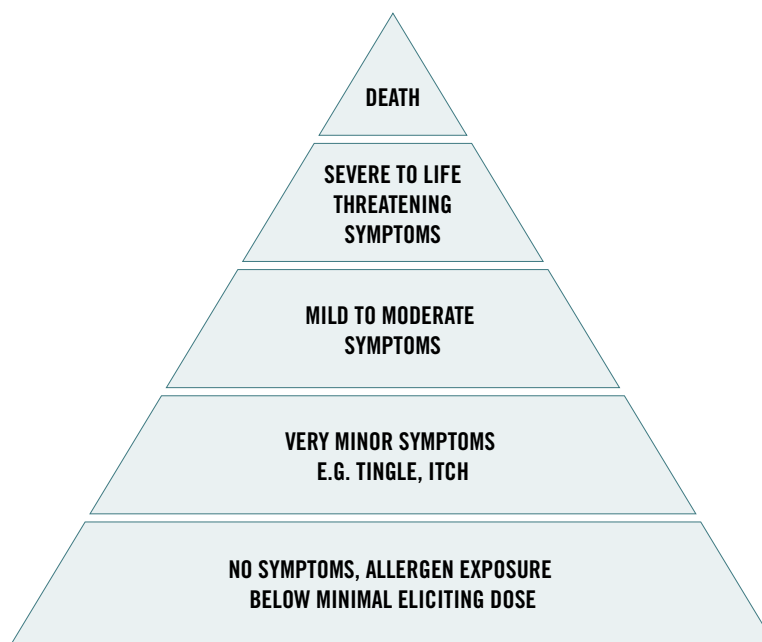 DEATH
SEVERE TO LIFE
THREATENING
SYMPTOMS
MILD TO MODERATE
SYMPTOMS
VERY MINOR SYMPTOMS
E.G. TINGLE, ITCH
NO SYMPTOMS, ALLERGEN EXPOSURE
BELOW MINIMAL ELICITING DOSE